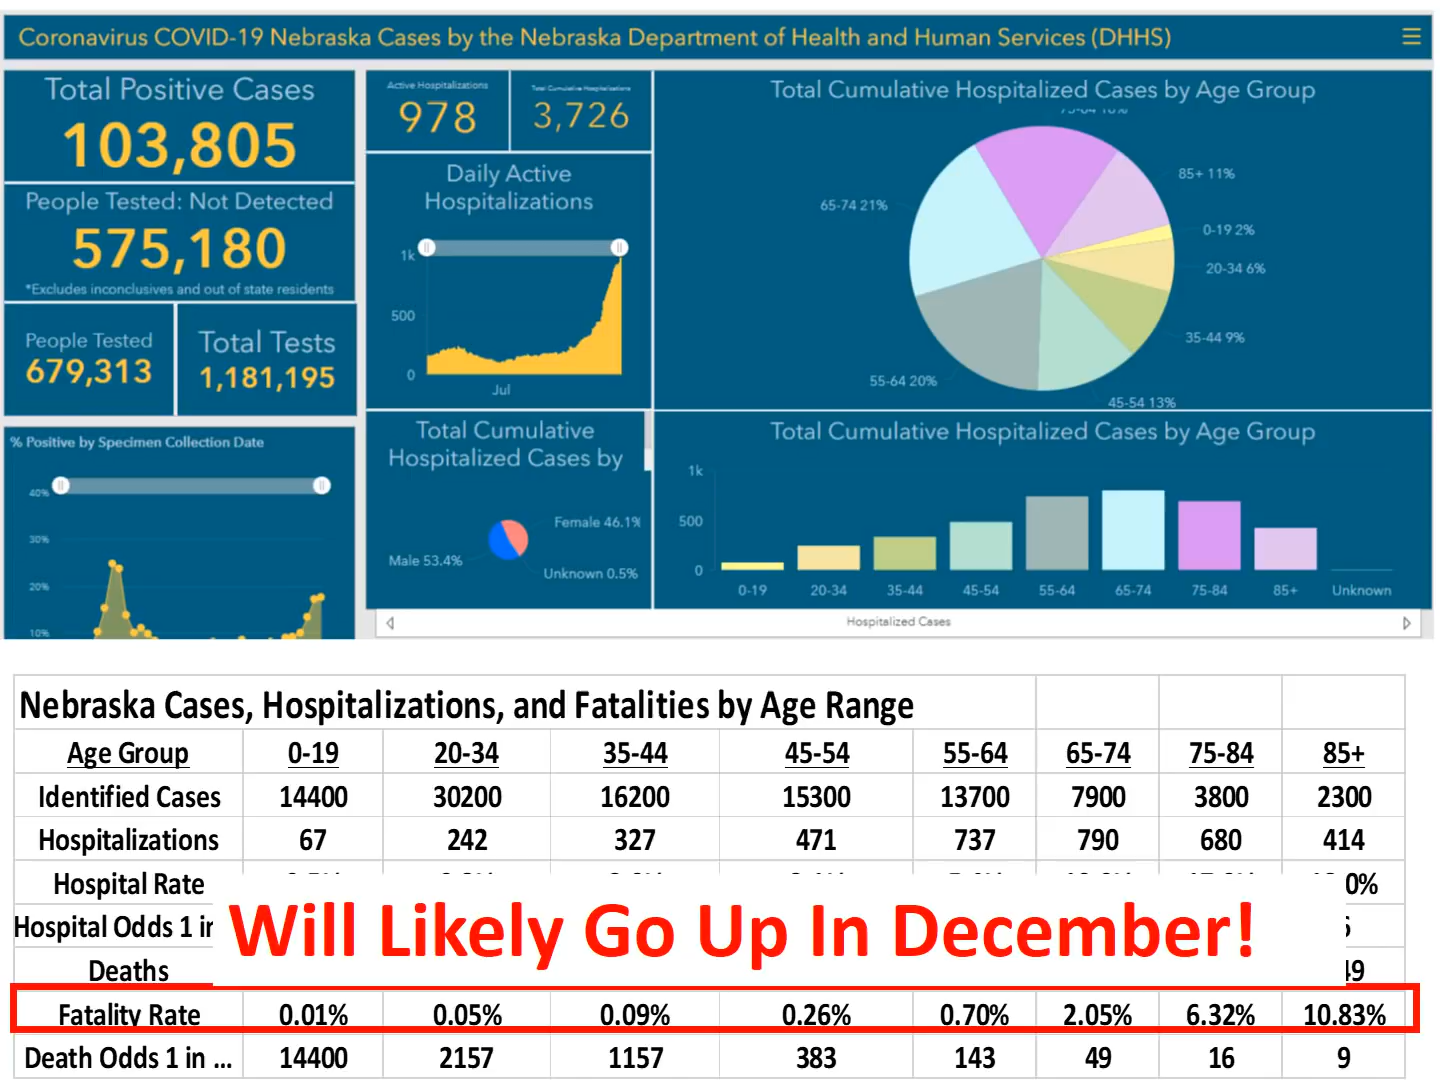 Coronavirus COVID-19 Nebraska Cases by the Nebraska Department of Health and Human Services (DHHS)
Total Positive Cases
103,805
People Tested: Not Detected
575,180
*Excludes inconclusives and out of state residents
People Tested
679,313
Total Tests
1,181,195
% Positive by Specimen Collection Date
40%
30%
20%
10%
Active Hospitalizations
978
Total Cumulative Hospitalizations
3,726
Daily Active
Hospitalizations
1k
500
0
Jul
Total Cumulative
Hospitalized Cases by
Female 46.1%
Male 53.4%
Unknown 0.5%
Total Cumulative Hospitalized Cases by Age Group
85+ 11%
65-74 21%
0-19 2%
20-34 6%
35-44 9%
55-64 20%
45-54 13%
Total Cumulative Hospitalized Cases by Age Group
1k
500
0
0-19 20-34 35-44 45-54 55-64 65-74 75-84 85+ Unknown
Hospitalized Cases
Nebraska Cases, Hospitalizations, and Fatalities by Age Range
Age Group 0-19 20-34 35-44 45-54 55-64 65-74 75-84 85+
Identified Cases 14400 30200 16200 15300 13700 7900 3800 2300
Hospitalizations 67 242 327 471 737 790 680 414
Hospital Rate
Hospital Odds 1 in
Will Likely Go Up In December!
Deaths
Fatality Rate 0.01% 0.05% 0.09% 0.26% 0.70% 2.05% 6.32% 10.83%
Death Odds 1 in ... 14400 2157 1157 383 143 49 16 9